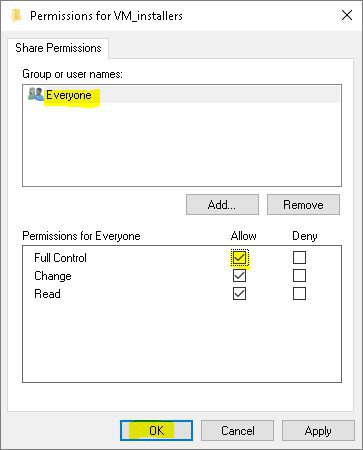 Permissions for VM_installers
Share Permissions
Group or user names:
Everyone
Add... Remove
Permissions for Everyone Allow Deny
Full Control
Change
Read
OK Cancel Apply